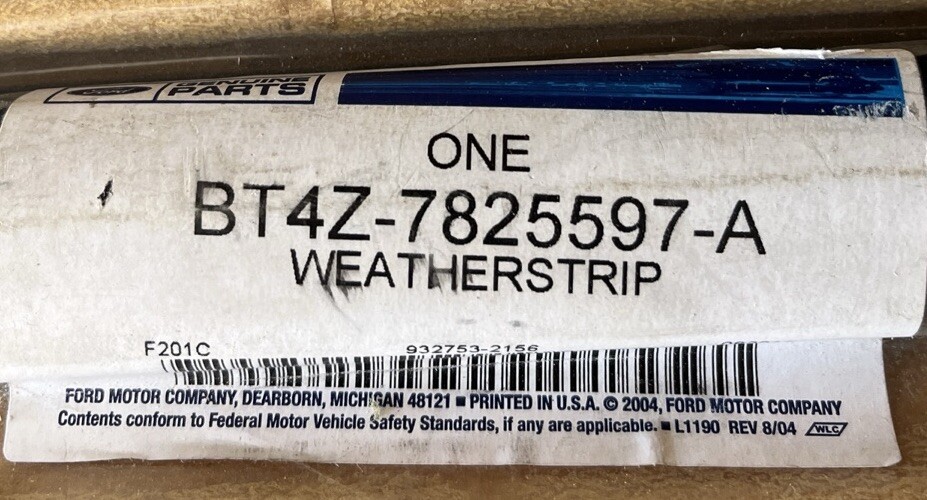 Ford GENUINE PARTS
ONE
BT4Z-7825597-A
WEATHERSTRIP
F201C 932753-2156
FORD MOTOR COMPANY, DEARBORN, MICHIGAN 48121 ■ PRINTED IN U.S.A. © 2004, FORD MOTOR COMPANY
Contents conform to Federal Motor Vehicle Safety Standards, if any are applicable. ■ L1190 REV 8/04 WLC